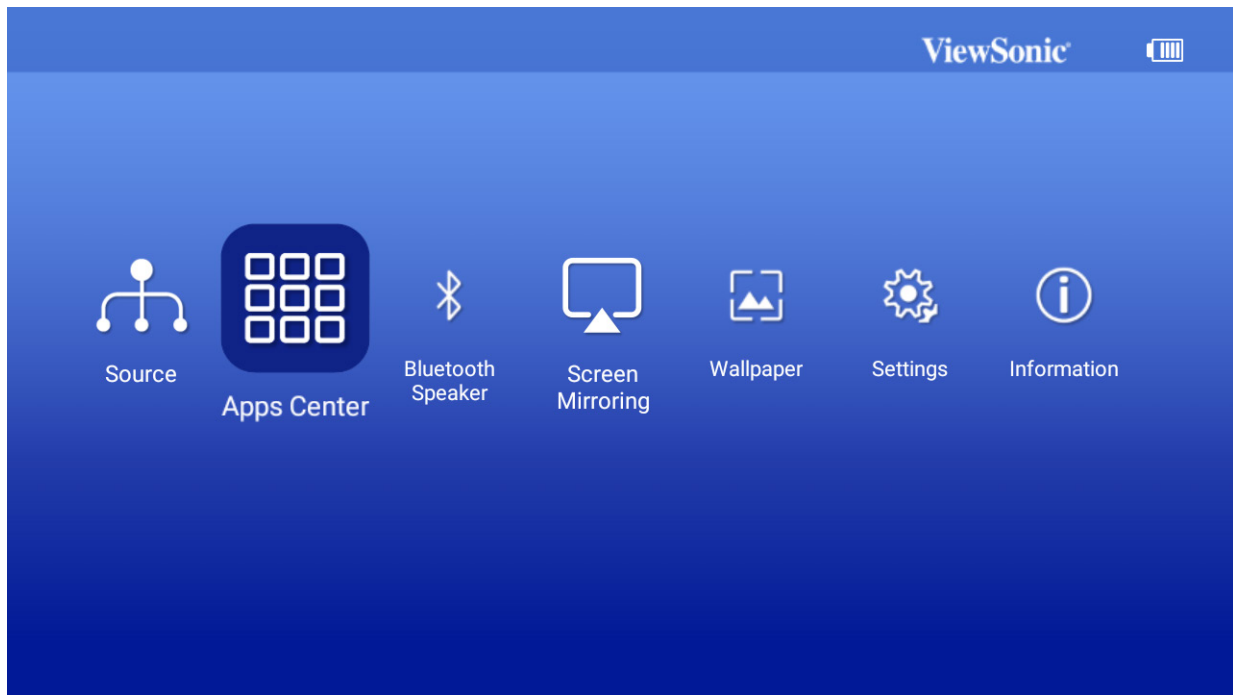 ViewSonic®
Source
Apps Center
Bluetooth
Speaker
Screen
Mirroring
Wallpaper
Settings
Information